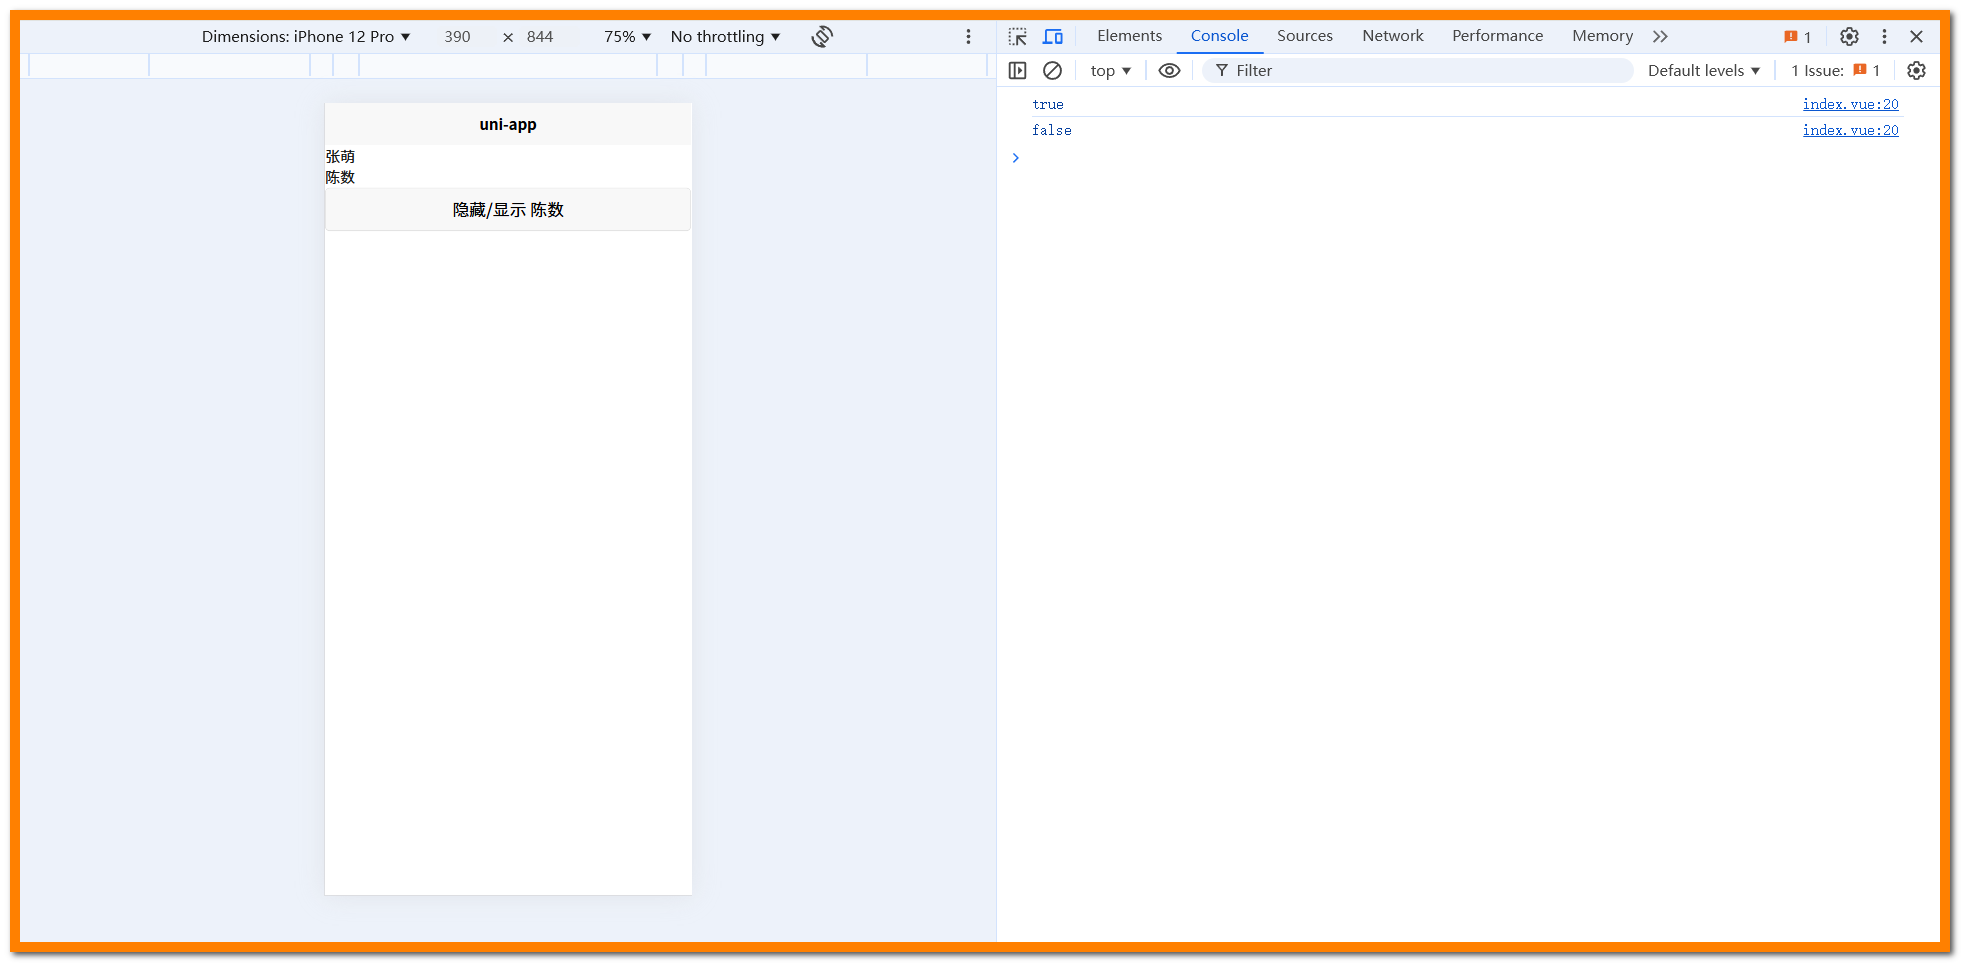 Dimensions: iPhone 12 Pro ▼ 390 × 844 75% ▼ No throttling ▼
uni-app
张萌
陈数
隐藏/显示 陈数
Elements Console Sources Network Performance Memory 1
top ▼ Filter Default levels ▼ 1 Issue: 1
true index.vue:20
false index.vue:20